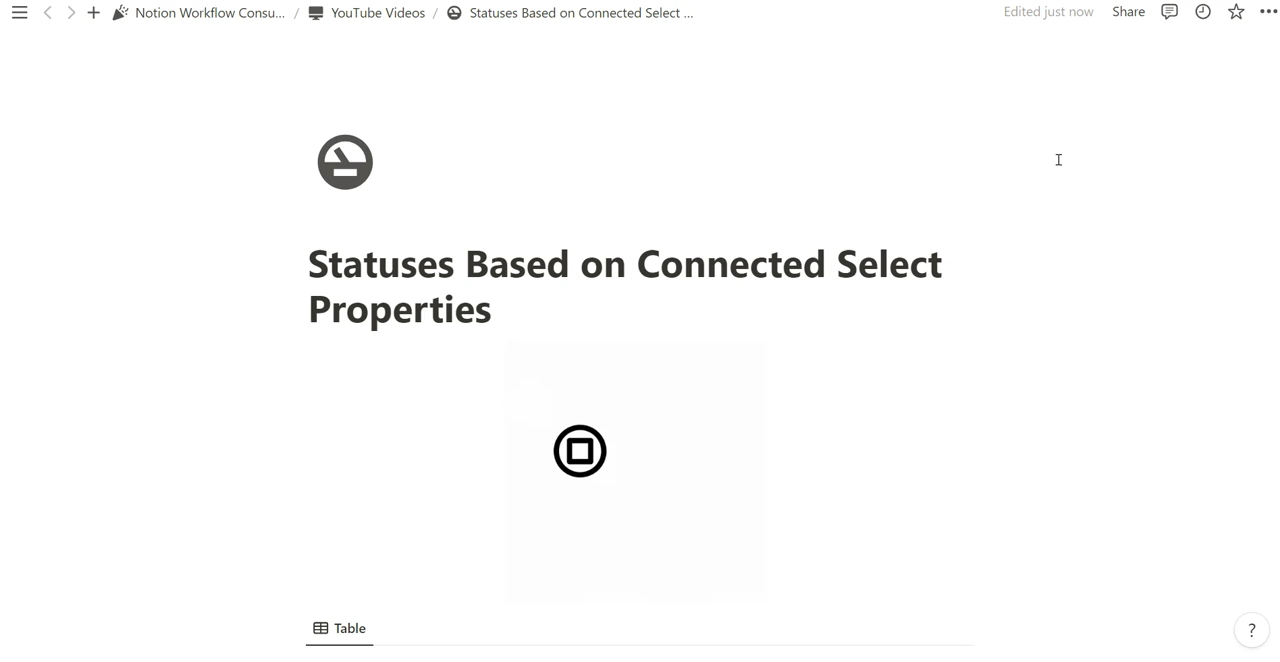 Notion Workflow Consu... / YouTube Videos / Statuses Based on Connected Select ... Edited just now Share
Statuses Based on Connected Select
Properties
Table
?